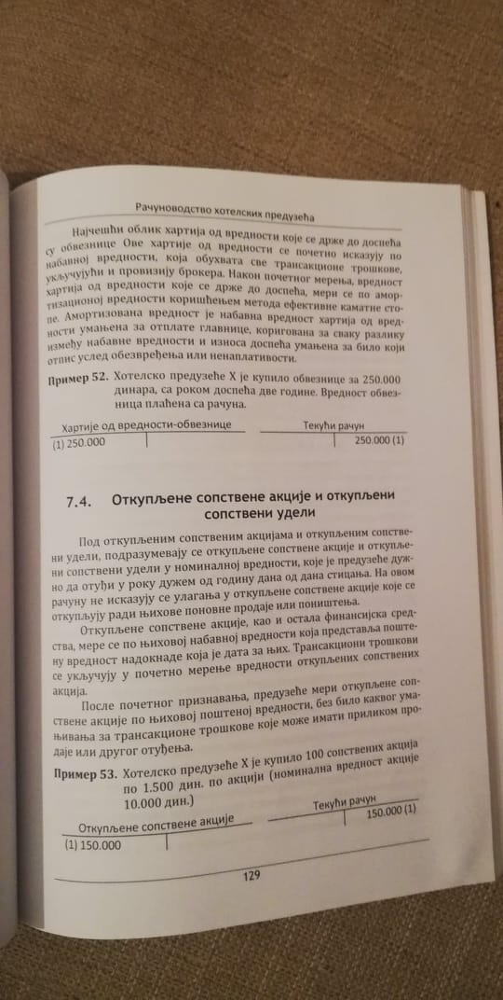 Рачуноводство хотелских предузећа
Најчешћи облик хартија од вредности које се држе до доспећа
су обвезнице Ове хартије од вредности се почетно исказују по
набавној вредности, која обухвата све трансакционе трошкове,
укључујући и провизију брокера. Након почетног мерења, вредност
хартија од вредности које се држе до доспећа, мери се по амор-
тизационој вредности коришћењем метода ефективне каматне сто-
пе. Амортизована вредност је набавна вредност хартија од вред-
ности умањена за отплате главнице, коригована за сваку разлику
између набавне вредности и износа доспећа умањена за било који
отпис услед обезвређења или ненаплативости.
Пример 52. Хотелско предузеће X је купило обвезнице за 250.000
динара, са роком доспећа две године. Вредност обвез-
ница плаћена са рачуна.
Хартије од вредности-обвезнице Текући рачун
(1) 250.000 250.000 (1)
7.4. Откупљене сопствене акције и откупљени
сопствени удели
Под откупљеним сопственим акцијама и откупљеним сопстве-
ни удели, подразумевају се откупљене сопствене акције и откупље-
ни сопствени удели у номиналној вредности, које је предузеће дуж-
но да отуђи у року дужем од годину дана од дана стицања. На овом
рачуну не исказују се улагања у откупљене сопствене акције које се
откупљују ради њихове поновне продаје или поништења.
Откупљене сопствене акције, као и остала финансијска сред-
ства, мере се по њиховој набавној вредности која представља поште-
ну вредност надокнаде која је дата за њих. Трансакциони трошкови
се укључују у почетно мерење вредности откупљених сопствених
акција.
После почетног признавања, предузеће мери откупљене соп-
ствене акције по њиховој поштеној вредности, без било каквог ума-
њивања за трансакционе трошкове које може имати приликом про-
даје или другог отуђења.
Пример 53. Хотелско предузеће X је купило 100 сопствених акција
по 1.500 дин. по акцији (номинална вредност акције
10.000 дин.)
Откупљене сопствене акције Текући рачун
(1) 150.000 150.000 (1)
129